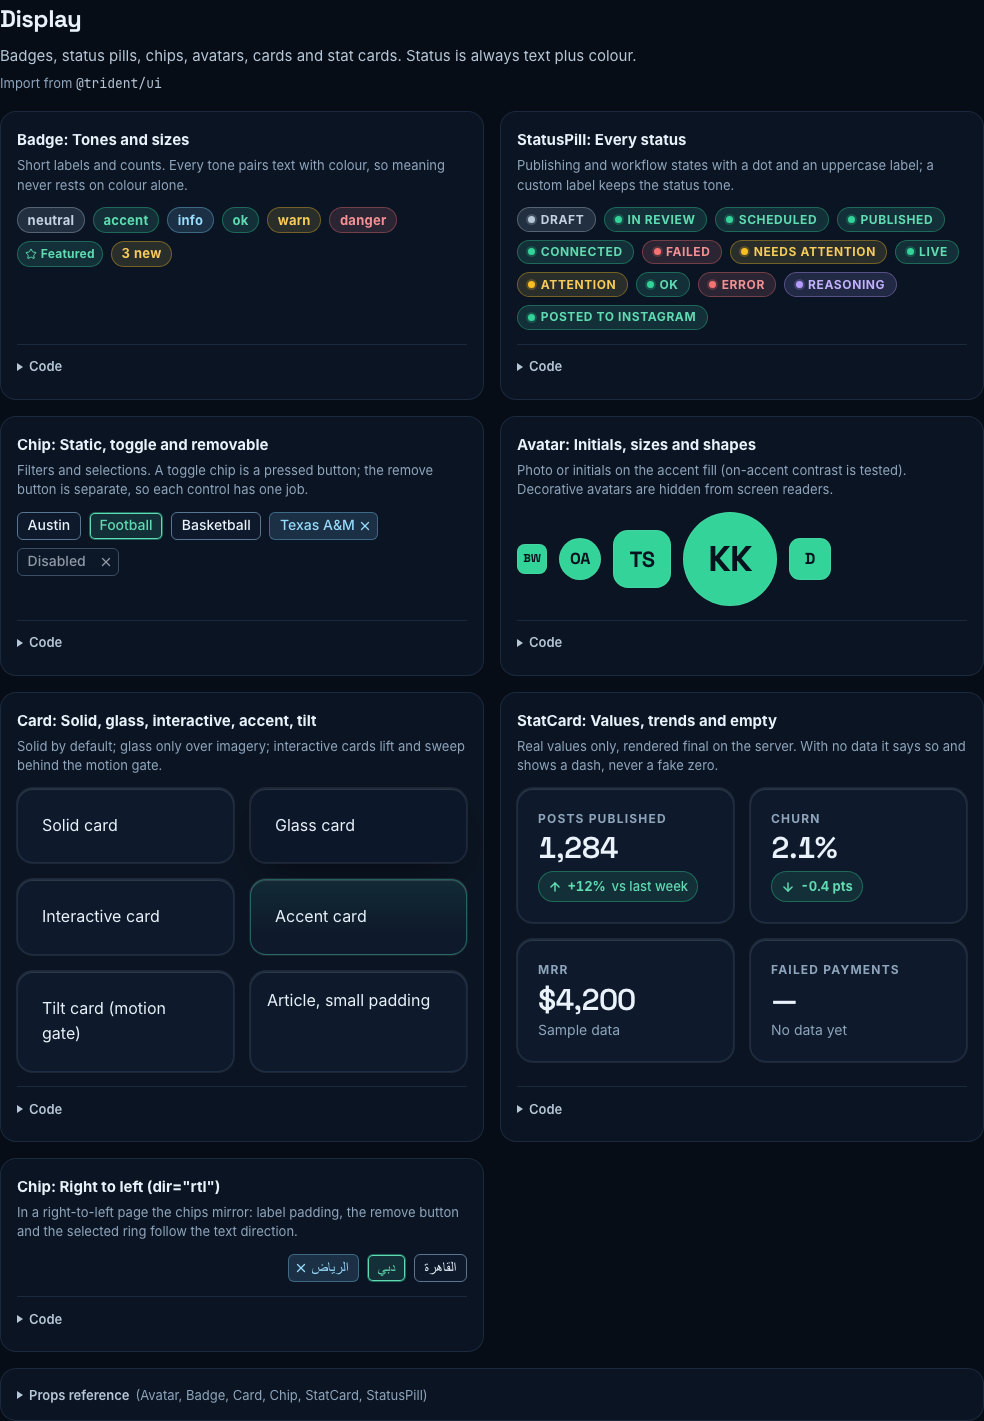 Display
Badges, status pills, chips, avatars, cards and stat cards. Status is always text plus colour.
Import from @trident/ui
Badge: Tones and sizes
Short labels and counts. Every tone pairs text with colour, so meaning
never rests on colour alone.
neutral accent info ok warn danger
Featured 3 new
Code
StatusPill: Every status
Publishing and workflow states with a dot and an uppercase label; a
custom label keeps the status tone.
DRAFT IN REVIEW SCHEDULED PUBLISHED
CONNECTED FAILED NEEDS ATTENTION LIVE
ATTENTION OK ERROR REASONING
POSTED TO INSTAGRAM
Code
Chip: Static, toggle and removable
Filters and selections. A toggle chip is a pressed button; the remove
button is separate, so each control has one job.
Austin Football Basketball Texas A&M ×
Disabled ×
Code
Avatar: Initials, sizes and shapes
Photo or initials on the accent fill (on-accent contrast is tested).
Decorative avatars are hidden from screen readers.
BW OA TS KK D
Code
Card: Solid, glass, interactive, accent, tilt
Solid by default; glass only over imagery; interactive cards lift and sweep
behind the motion gate.
Solid card Glass card
Interactive card Accent card
Tilt card (motion
gate)
Article, small padding
Code
StatCard: Values, trends and empty
Real values only, rendered final on the server. With no data it says so and
shows a dash, never a fake zero.
POSTS PUBLISHED
1,284
↑ +12% vs last week
CHURN
2.1%
↓ -0.4 pts
MRR
$4,200
Sample data
FAILED PAYMENTS
—
No data yet
Code
Chip: Right to left (dir="rtl")
In a right-to-left page the chips mirror: label padding, the remove button
and the selected ring follow the text direction.
القاهرة دبي الرياض ×
Code
Props reference (Avatar, Badge, Card, Chip, StatCard, StatusPill)